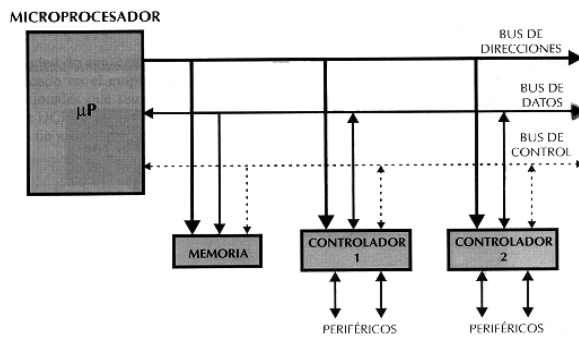 MICROPROCESADOR
µP
BUS DE
DIRECCIONES
BUS DE
DATOS
BUS DE
CONTROL
MEMORIA
CONTROLADOR
1
CONTROLADOR
2
PERIFÉRICOS
PERIFÉRICOS